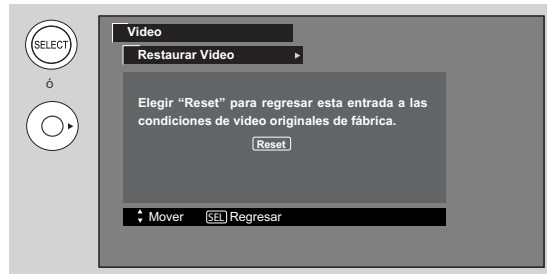 SELECT
ó
Video
Restaurar Video
Elegir “Reset” para regresar esta entrada a las
condiciones de video originales de fábrica.
Reset
Mover SEL Regresar